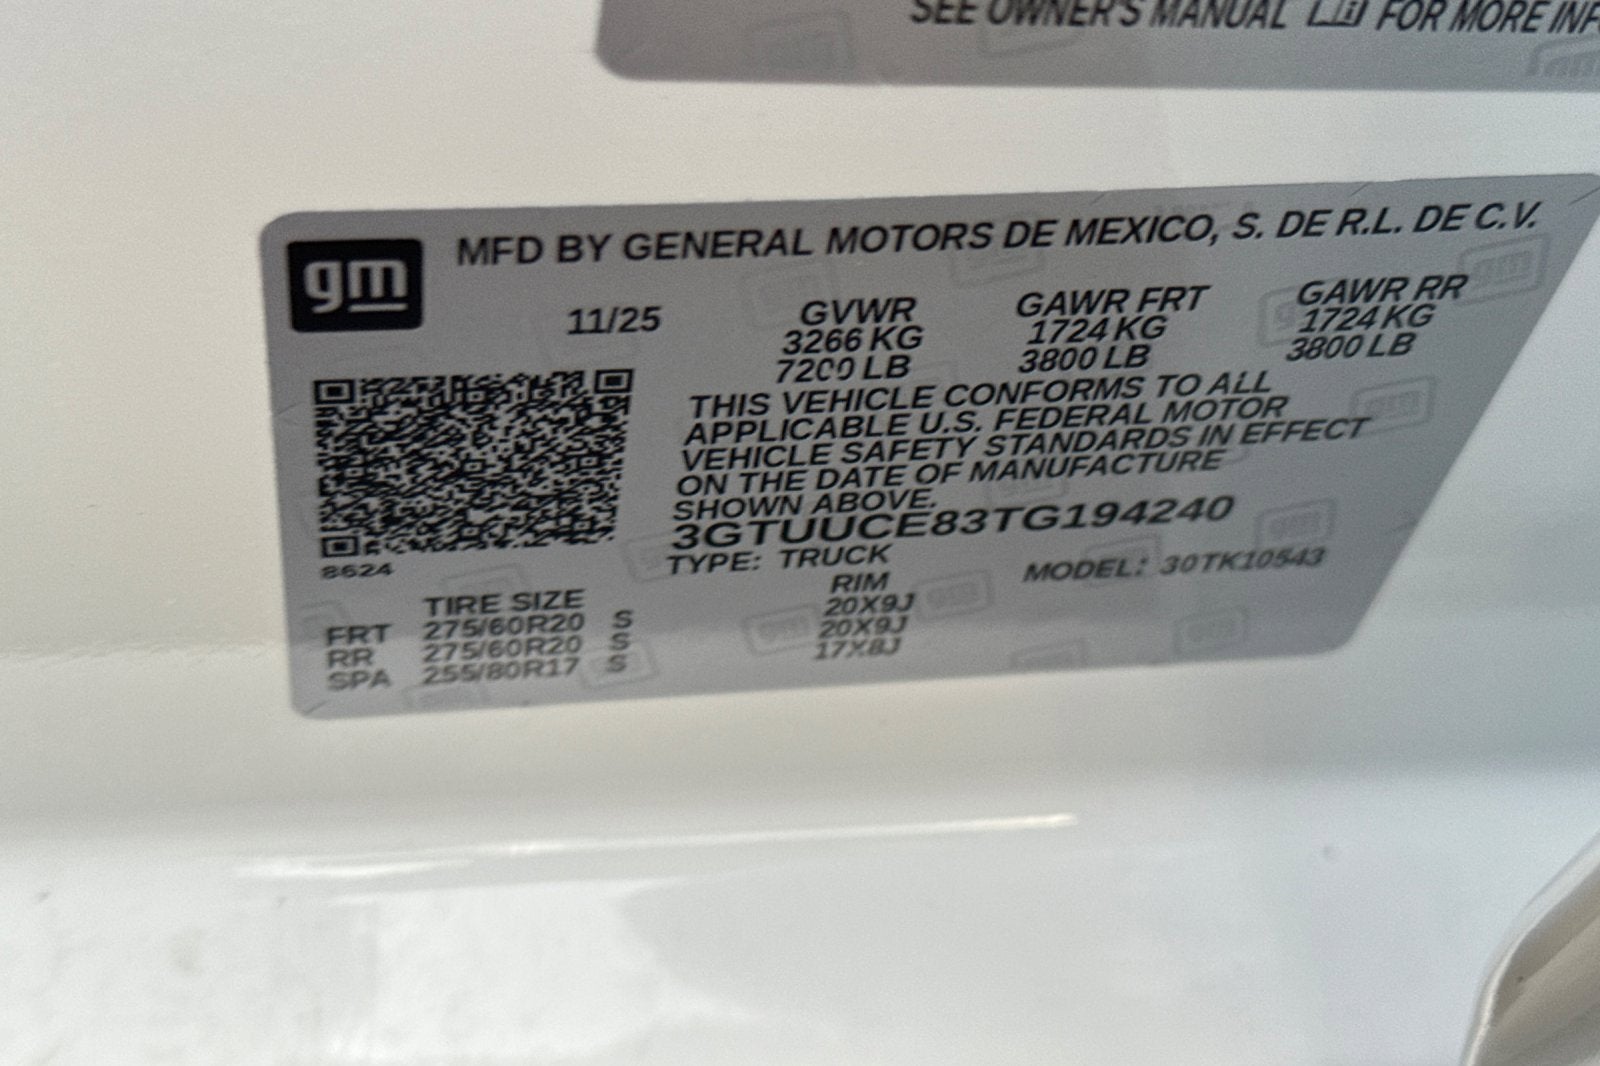 SEE OWNER'S MANUAL FOR MORE
gm
MFD BY GENERAL MOTORS DE MEXICO, S. DE R.L. DE C.V.
11/25 GVWR GAWR FRT GAWR RR
3266 KG 1724 KG 1724 KG
7200 LB 3800 LB 3800 LB
THIS VEHICLE CONFORMS TO ALL
APPLICABLE U.S. FEDERAL MOTOR
VEHICLE SAFETY STANDARDS IN EFFECT
ON THE DATE OF MANUFACTURE
SHOWN ABOVE.
3GTUUCE83TG194240
8624
TYPE: TRUCK MODEL: 30TK10543
TIRE SIZE RIM
FRT 275/60R20 S 20X9J
RR 275/60R20 S 20X9J
SPA 255/80R17 S 17X8J